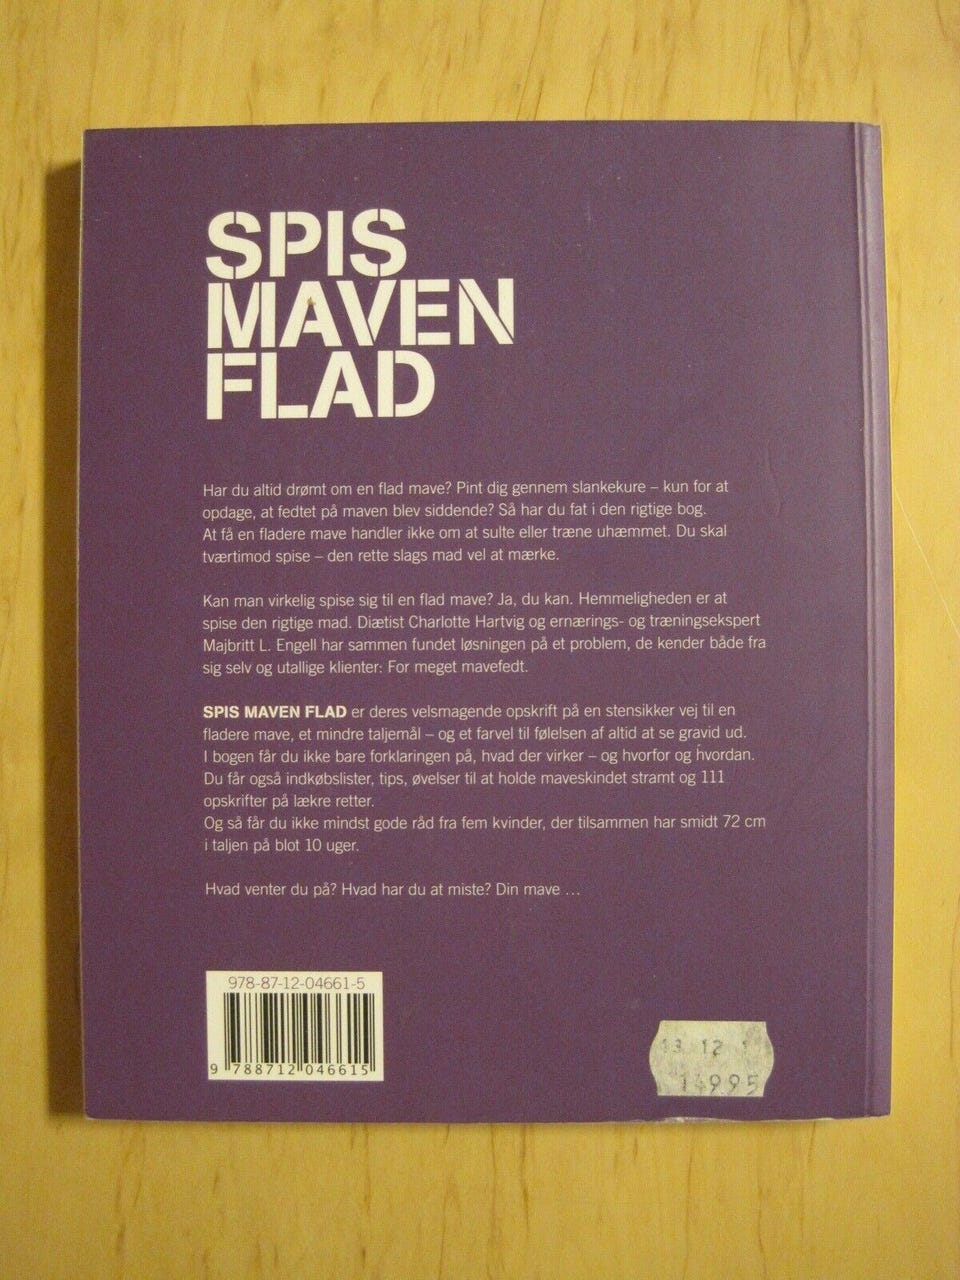 SPIS
MAVEN
FLAD
Har du altid drømt om en flad mave? Pint dig gennem slankekure – kun for at
opdage, at fedtet på maven blev siddende? Så har du fat i den rigtige bog.
At få en fladere mave handler ikke om at sulte eller træne uhæmmet. Du skal
tværtimod spise – den rette slags mad vel at mærke.
Kan man virkelig spise sig til en flad mave? Ja, du kan. Hemmeligheden er at
spise den rigtige mad. Diætist Charlotte Hartvig og ernærings- og træningsekspert
Majbritt L. Engell har sammen fundet løsningen på et problem, de kender både fra
sig selv og utallige klienter: For meget mavefedt.
SPIS MAVEN FLAD er deres velsmagende opskrift på en stensikker vej til en
fladere mave, et mindre taljemål – og et farvel til følelsen af altid at se gravid ud.
I bogen får du ikke bare forklaringen på, hvad der virker – og hvorfor og hvordan.
Du får også indkøbslister, tips, øvelser til at holde maveskindet stramt og 111
opskrifter på lækre retter.
Og så får du ikke mindst gode råd fra fem kvinder, der tilsammen har smidt 72 cm
i taljen på blot 10 uger.
Hvad venter du på? Hvad har du at miste? Din mave ...
978-87-12-04661-5
9 788712 046615
12